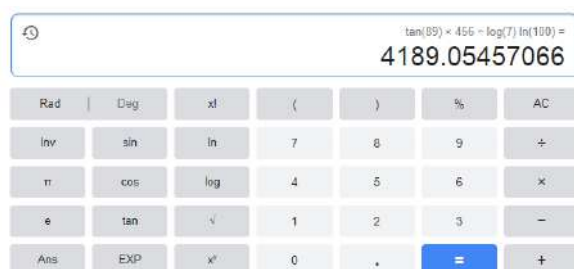 tan(89) × 456 ÷ log(7) ln(100) =
4189.05457066
Rad | Deg x! ( ) % AC
Inv sin ln 7 8 9 ÷
π cos log 4 5 6 ×
e tan √ 1 2 3 −
Ans EXP xʸ 0 . = +